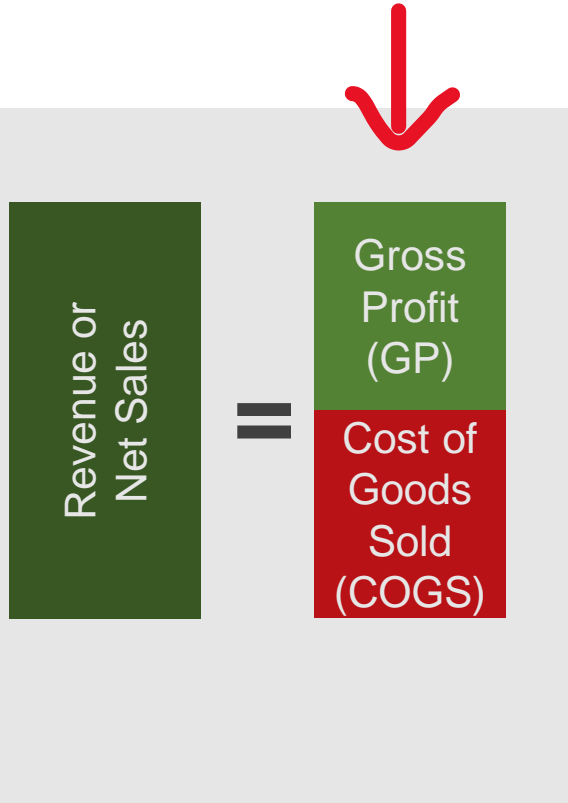 Revenue or
Net Sales
=
Gross
Profit
(GP)
Cost of
Goods
Sold
(COGS)